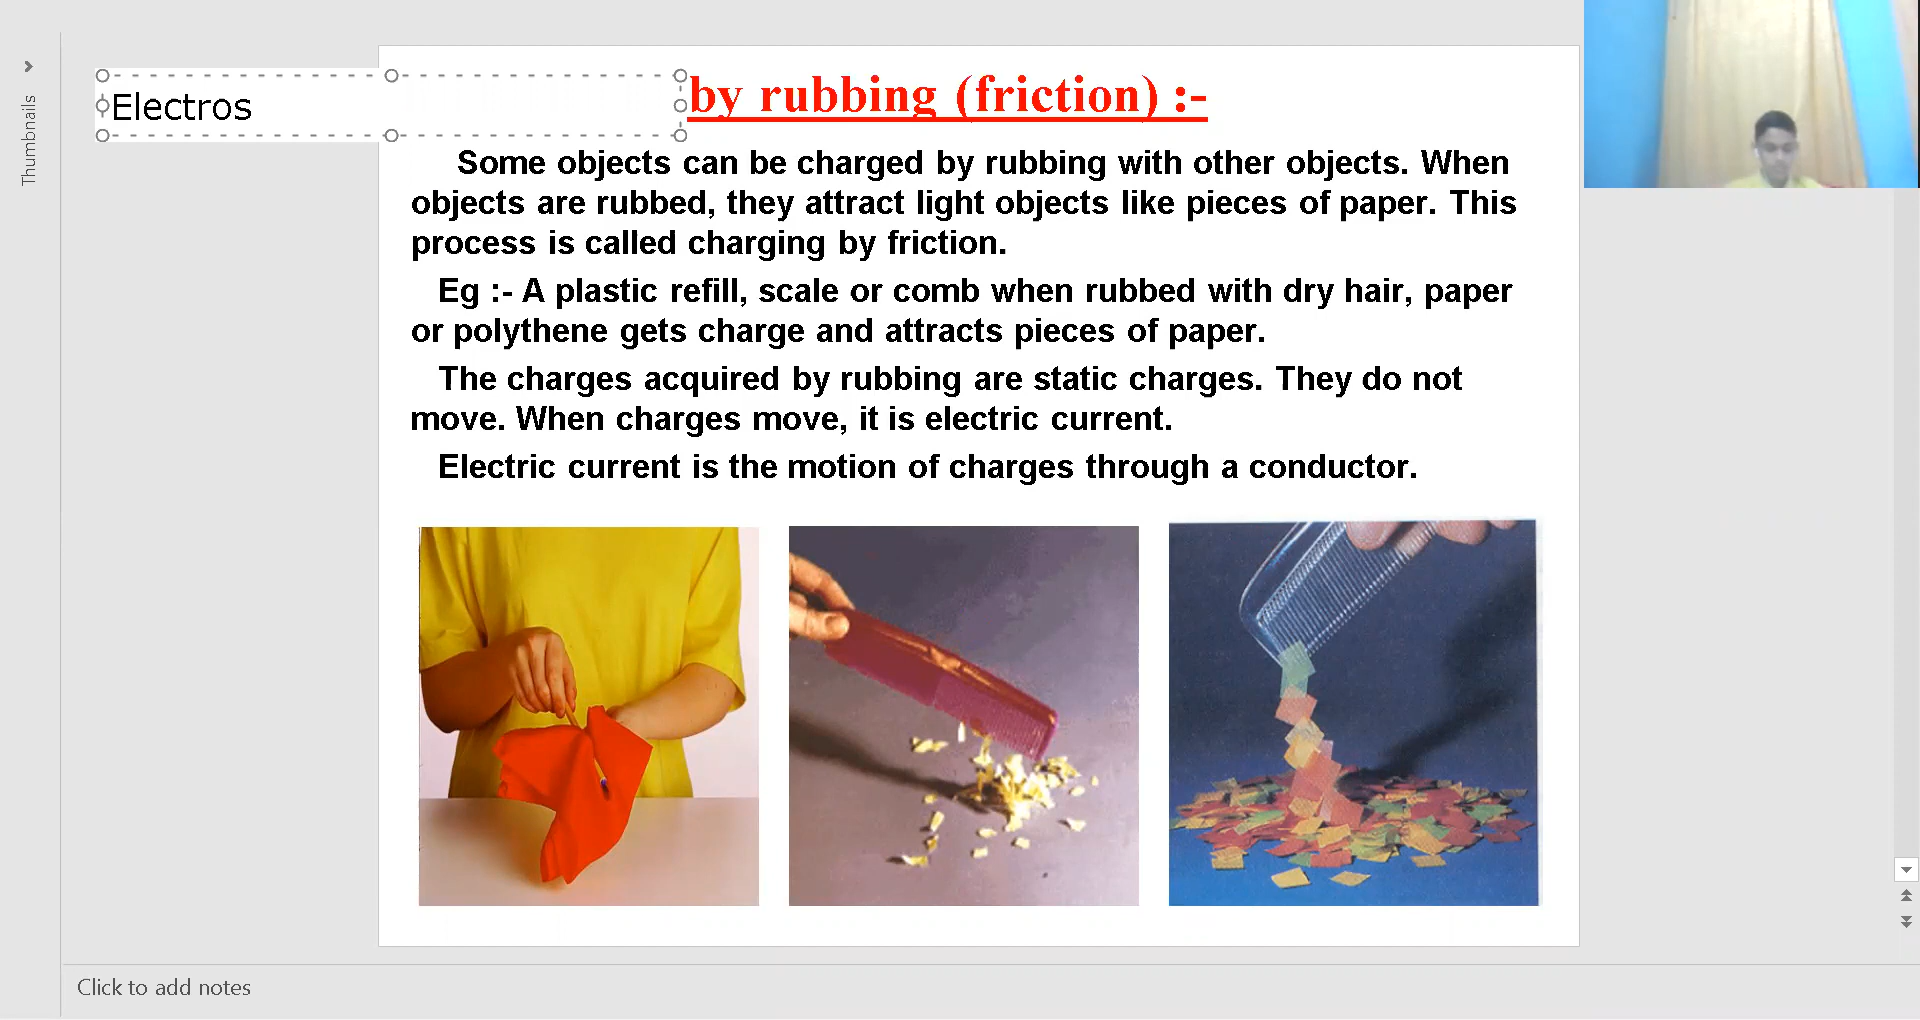 Thumbnails
Electros
by rubbing (friction) :-
Some objects can be charged by rubbing with other objects. When
objects are rubbed, they attract light objects like pieces of paper. This
process is called charging by friction.
Eg :- A plastic refill, scale or comb when rubbed with dry hair, paper
or polythene gets charge and attracts pieces of paper.
The charges acquired by rubbing are static charges. They do not
move. When charges move, it is electric current.
Electric current is the motion of charges through a conductor.
Click to add notes